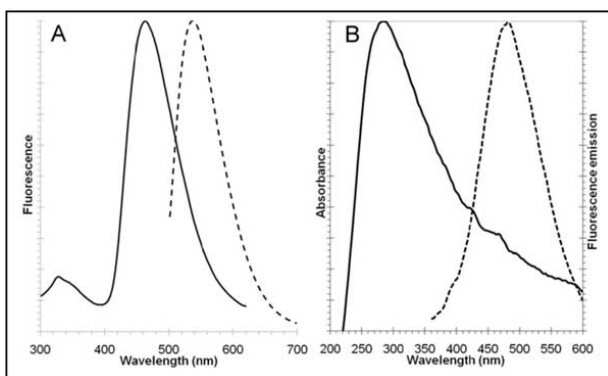 A
Fluorescence
300 400 500 600 700
Wavelength (nm)
B
Absorbance
Fluorescence emission
200 250 300 350 400 450 500 550 600
Wavelength (nm)